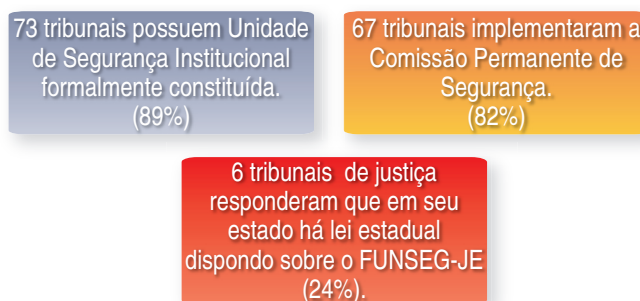 73 tribunais possuem Unidade
de Segurança Institucional
formalmente constituída.
(89%)
67 tribunais implementaram a
Comissão Permanente de
Segurança.
(82%)
6 tribunais de justiça
responderam que em seu
estado há lei estadual
dispondo sobre o FUNSEG-JE
(24%).